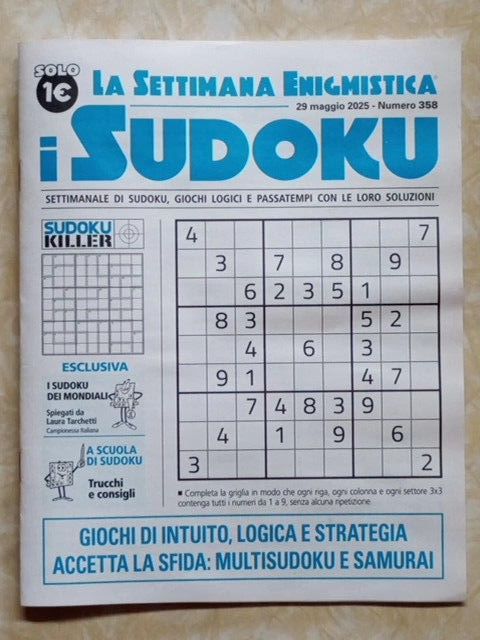 SOLO
1€
LA SETTIMANA ENIGMISTICA
29 maggio 2025 - Numero 358
i SUDOKU
SETTIMANALE DI SUDOKU, GIOCHI LOGICI E PASSATEMPI CON LE LORO SOLUZIONI
SUDOKU
KILLER
ESCLUSIVA
I SUDOKU
DEI MONDIALI
Spiegati da
Laura Tarchetti
Campionessa Italiana
A SCUOLA
DI SUDOKU
Trucchi
e consigli
4 7
3 7 8 9
6 2 3 5 1
8 3 5 2
4 6 3
9 1 4 7
7 4 8 3 9
4 1 9 6
3 2
■ Completa la griglia in modo che ogni riga, ogni colonna e ogni settore 3x3
contenga tutti i numeri da 1 a 9, senza alcuna ripetizione.
GIOCHI DI INTUITO, LOGICA E STRATEGIA
ACCETTA LA SFIDA: MULTISUDOKU E SAMURAI